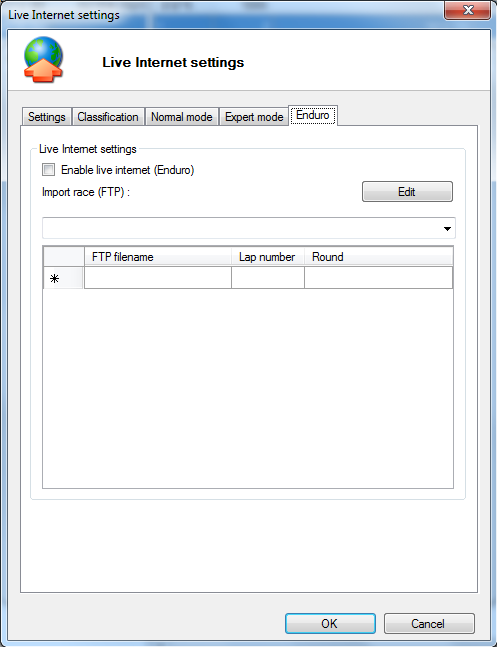 Live Internet settings
Live Internet settings
Settings Classification Normal mode Expert mode Enduro
Live Internet settings
Enable live internet (Enduro)
Import race (FTP) : Edit
FTP filename Lap number Round
OK Cancel